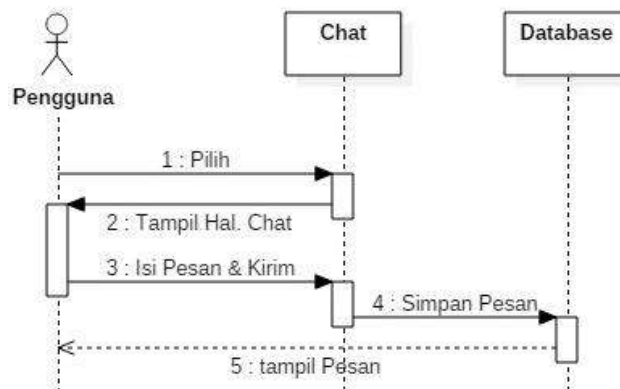 Chat
Database
Pengguna
1 : Pilih
2 : Tampil Hal. Chat
3 : Isi Pesan & Kirim
4 : Simpan Pesan
5 : tampil Pesan